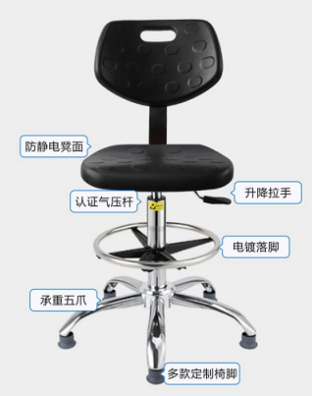 防静电凳面
认证气压杆
升降拉手
电镀落脚
承重五爪
多款定制椅脚